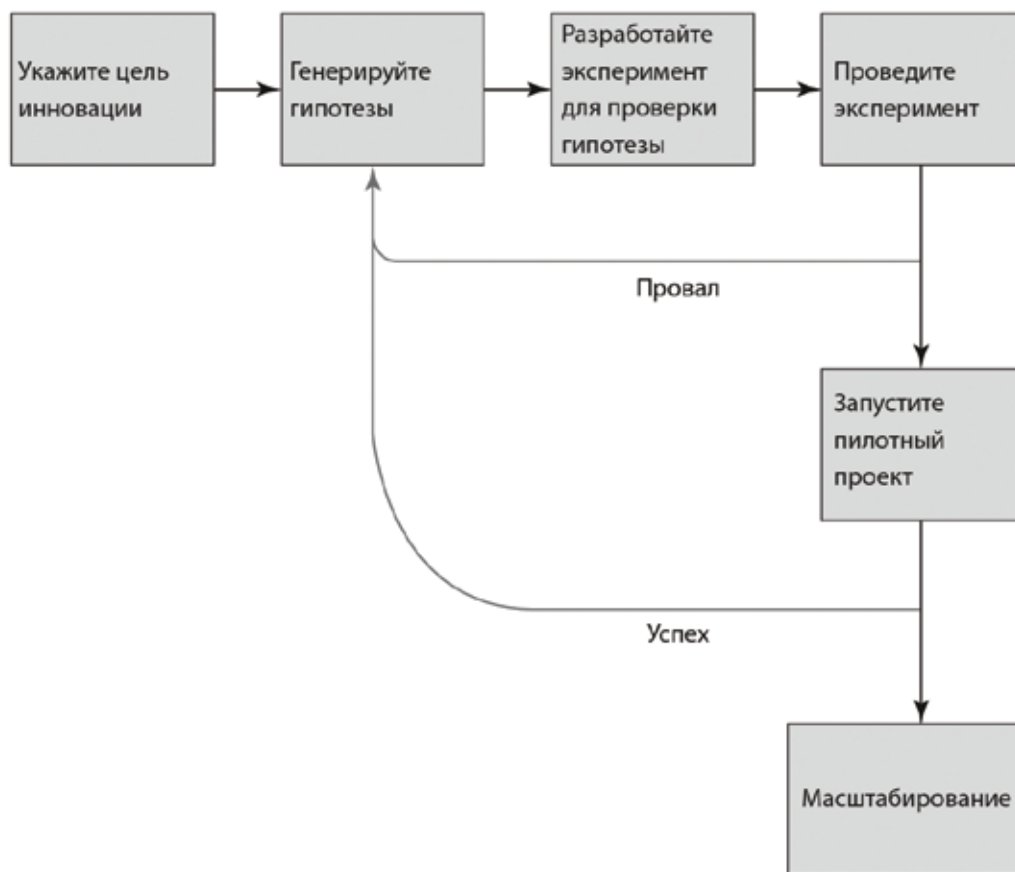 Укажите цель
инновации
Генерируйте
гипотезы
Разработайте
эксперимент
для проверки
гипотезы
Проведите
эксперимент
Провал
Запустите
пилотный
проект
Успех
Масштабирование